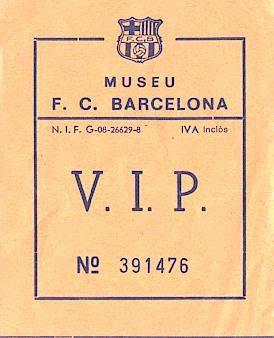 F.C.B
MUSEU
F. C. BARCELONA
N. I. F. G-08-26629-8 IVA inclòs
V. I. P.
Nº 391476